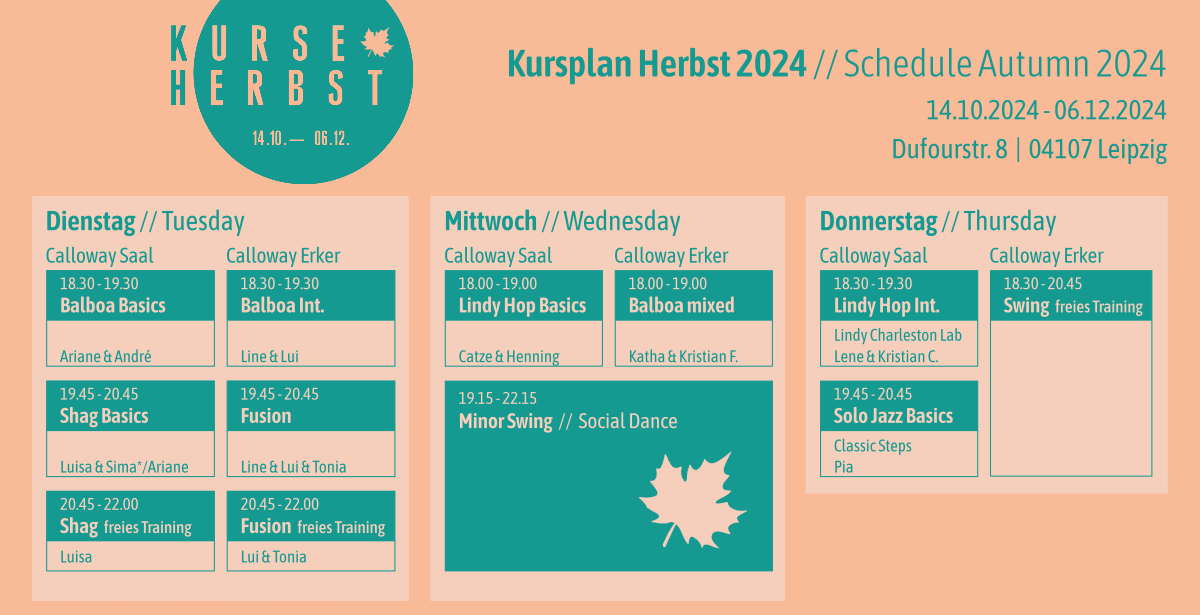 KURSE
HERBST
14.10. — 06.12.
Kursplan Herbst 2024 // Schedule Autumn 2024
14.10.2024 - 06.12.2024
Dufourstr. 8 | 04107 Leipzig
Dienstag // Tuesday
Calloway Saal
18.30 - 19.30
Balboa Basics
Ariane & André
19.45 - 20.45
Shag Basics
Luisa & Sima*/Ariane
20.45 - 22.00
Shag freies Training
Luisa
Calloway Erker
18.30 - 19.30
Balboa Int.
Line & Lui
19.45 - 20.45
Fusion
Line & Lui & Tonia
20.45 - 22.00
Fusion freies Training
Lui & Tonia
Mittwoch // Wednesday
Calloway Saal
18.00 - 19.00
Lindy Hop Basics
Catze & Henning
Calloway Erker
18.00 - 19.00
Balboa mixed
Katha & Kristian F.
19.15 - 22.15
Minor Swing // Social Dance
Donnerstag // Thursday
Calloway Saal
18.30 - 19.30
Lindy Hop Int.
Lindy Charleston Lab
Lene & Kristian C.
19.45 - 20.45
Solo Jazz Basics
Classic Steps
Pia
Calloway Erker
18.30 - 20.45
Swing freies Training